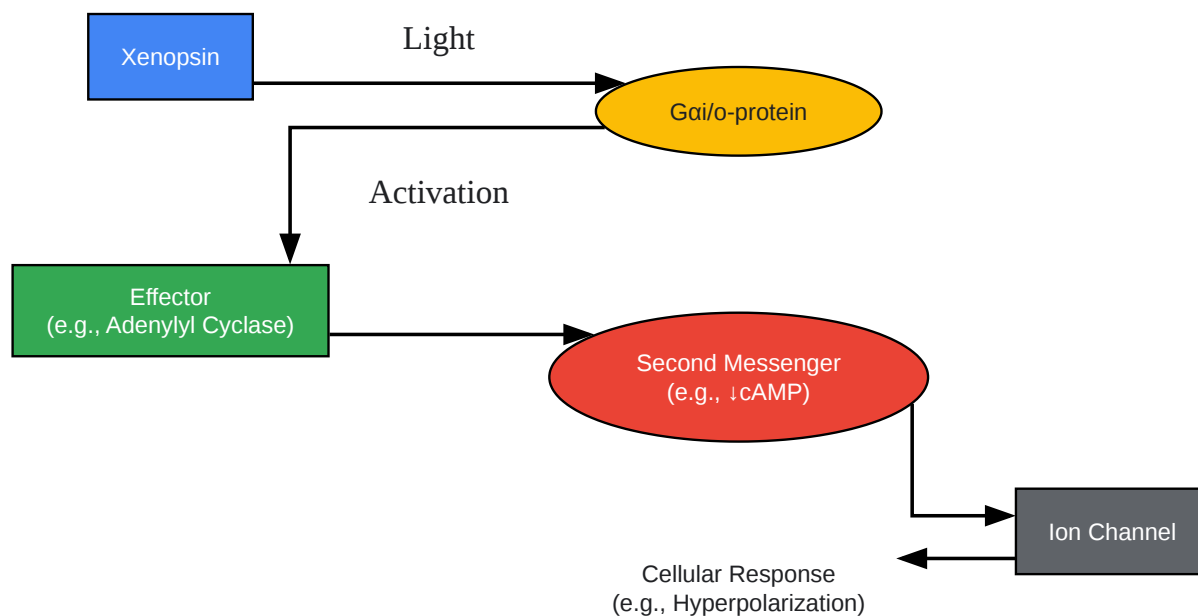 Xenopsin
Light
Gαi/o-protein
Activation
Effector
(e.g., Adenylyl Cyclase)
Second Messenger
(e.g., ↓cAMP)
Ion Channel
Cellular Response
(e.g., Hyperpolarization)